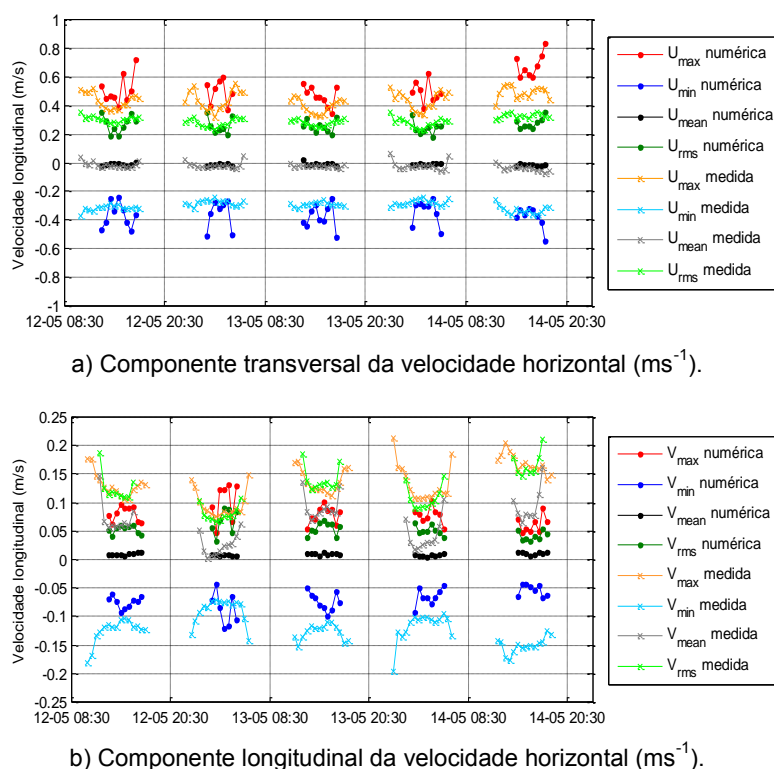 1
0.8
0.6
0.4
0.2
0
-0.2
-0.4
-0.6
-0.8
-1
Velocidade longitudinal (m/s)
12-05 08:30 12-05 20:30 13-05 08:30 13-05 20:30 14-05 08:30 14-05 20:30
Umax numérica
Umin numérica
Umean numérica
Urms numérica
Umax medida
Umin medida
Umean medida
Urms medida
a) Componente transversal da velocidade horizontal (ms-1).
0.25
0.2
0.15
0.1
0.05
0
-0.05
-0.1
-0.15
-0.2
-0.25
Velocidade longitudinal (m/s)
12-05 08:30 12-05 20:30 13-05 08:30 13-05 20:30 14-05 08:30 14-05 20:30
Vmax numérica
Vmin numérica
Vmean numérica
Vrms numérica
Vmax medida
Vmin medida
Vmean medida
Vrms medida
b) Componente longitudinal da velocidade horizontal (ms-1).